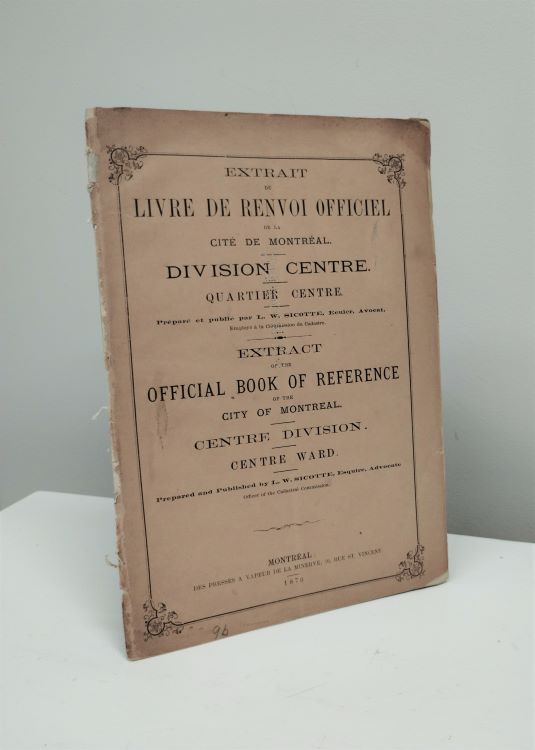 EXTRAIT
DU
LIVRE DE RENVOI OFFICIEL
DE LA
CITÉ DE MONTRÉAL.
DIVISION CENTRE.
QUARTIER CENTRE.
Préparé et publié par L. W. SICOTTE, Ecuier, Avocat,
Employé à la Commission du Cadastre.
EXTRACT
OF THE
OFFICIAL BOOK OF REFERENCE
OF THE
CITY OF MONTREAL.
CENTRE DIVISION.
CENTRE WARD.
Prepared and Published by L. W. SICOTTE, Esquire, Advocate
Officer of the Cadastral Commission.
MONTRÉAL:
DES PRESSES A VAPEUR DE LA MINERVE, RUE ST. VINCENT
1870
96